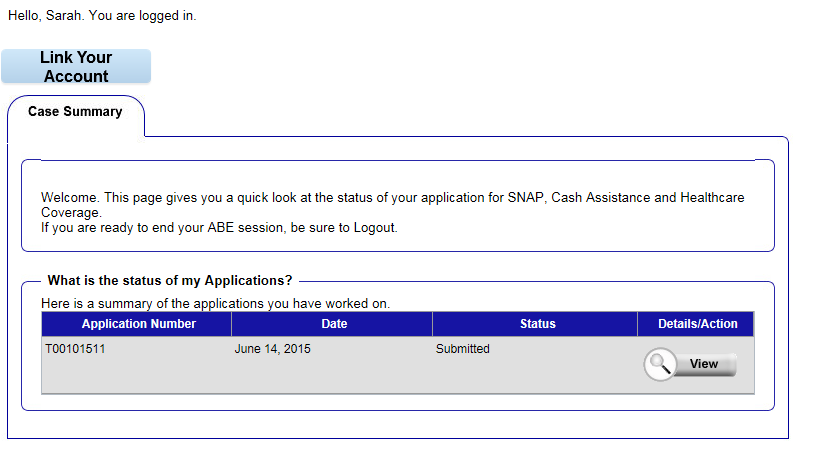 Hello, Sarah. You are logged in.
Link Your
Account
Case Summary
Welcome. This page gives you a quick look at the status of your application for SNAP, Cash Assistance and Healthcare
Coverage.
If you are ready to end your ABE session, be sure to Logout.
What is the status of my Applications?
Here is a summary of the applications you have worked on.
Application Number Date Status Details/Action
T00101511 June 14, 2015 Submitted
View